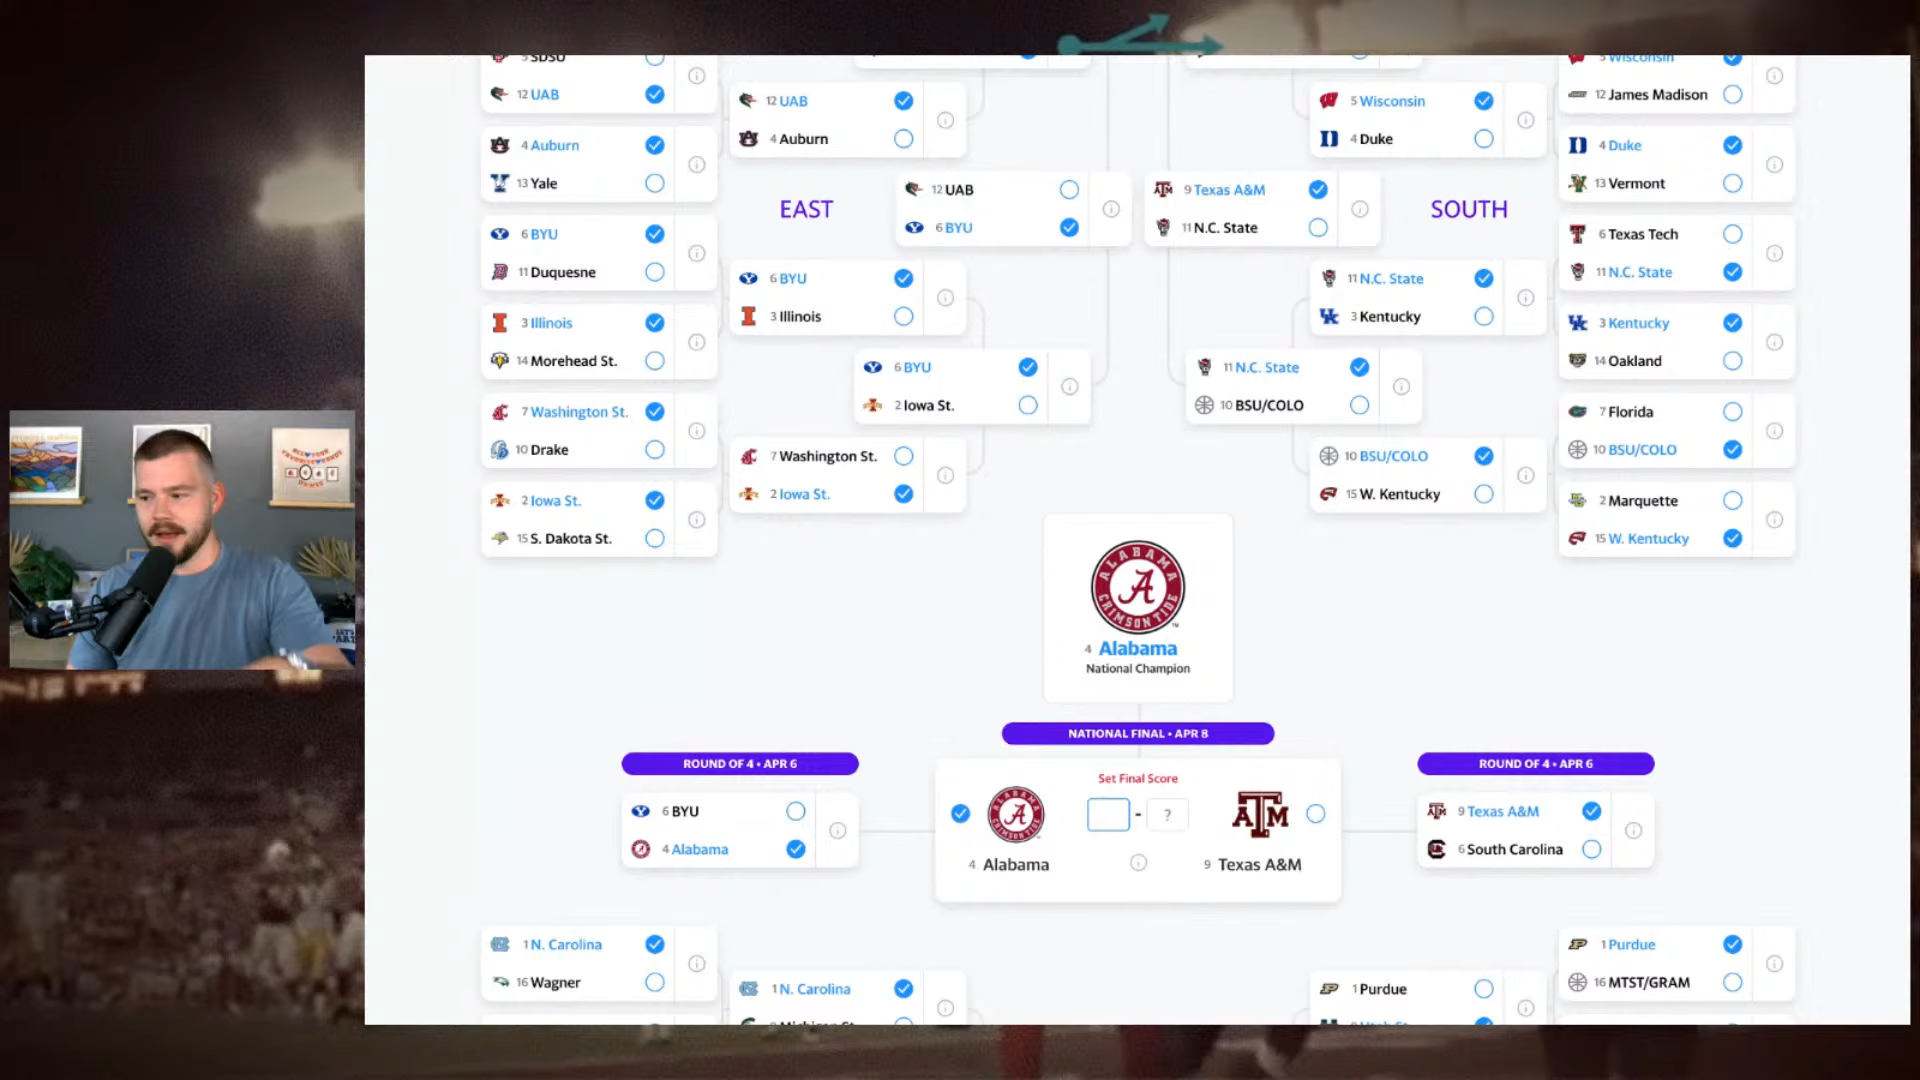 5 SDSU
12 UAB
4 Auburn
13 Yale
6 BYU
11 Duquesne
3 Illinois
14 Morehead St.
7 Washington St.
10 Drake
2 Iowa St.
15 S. Dakota St.
12 UAB
4 Auburn
6 BYU
3 Illinois
7 Washington St.
2 Iowa St.
EAST
12 UAB
6 BYU
6 BYU
2 Iowa St.
9 Texas A&M
11 N.C. State
11 N.C. State
10 BSU/COLO
SOUTH
5 Wisconsin
4 Duke
11 N.C. State
3 Kentucky
10 BSU/COLO
15 W. Kentucky
5 Wisconsin
12 James Madison
4 Duke
13 Vermont
6 Texas Tech
11 N.C. State
3 Kentucky
14 Oakland
7 Florida
10 BSU/COLO
2 Marquette
15 W. Kentucky
ALABAMA
A
CRIMSON TIDE
4 Alabama
National Champion
NATIONAL FINAL • APR 8
ROUND OF 4 • APR 6
6 BYU
4 Alabama
Set Final Score
- ?
4 Alabama
9 Texas A&M
ROUND OF 4 • APR 6
9 Texas A&M
6 South Carolina
1 N. Carolina
16 Wagner
1 N. Carolina
1 Purdue
1 Purdue
16 MTST/GRAM